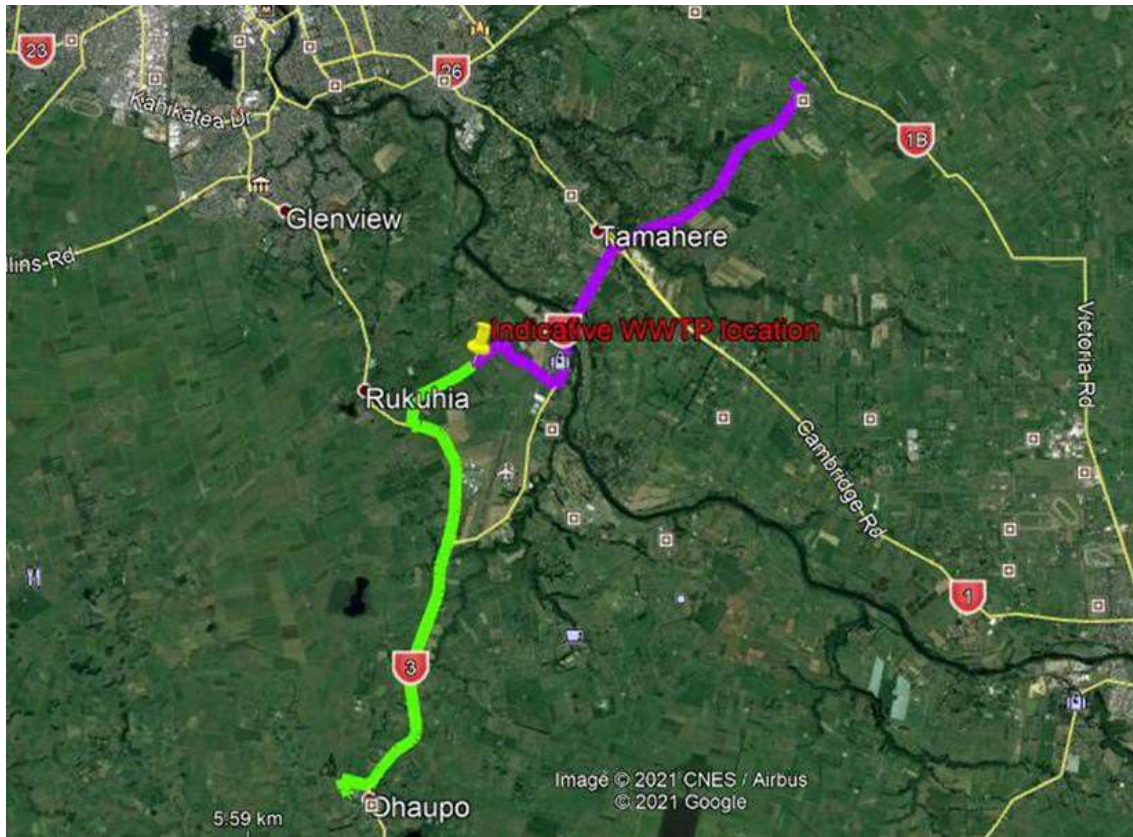 23
26
Kahikatea Dr
1B
Glenview
Tamahere
llins Rd
Indicative WWTP location
Victoria Rd
Rukuhia
Cambridge Rd
1
3
Image © 2021 CNES / Airbus
© 2021 Google
Ohaupo
5.59 km